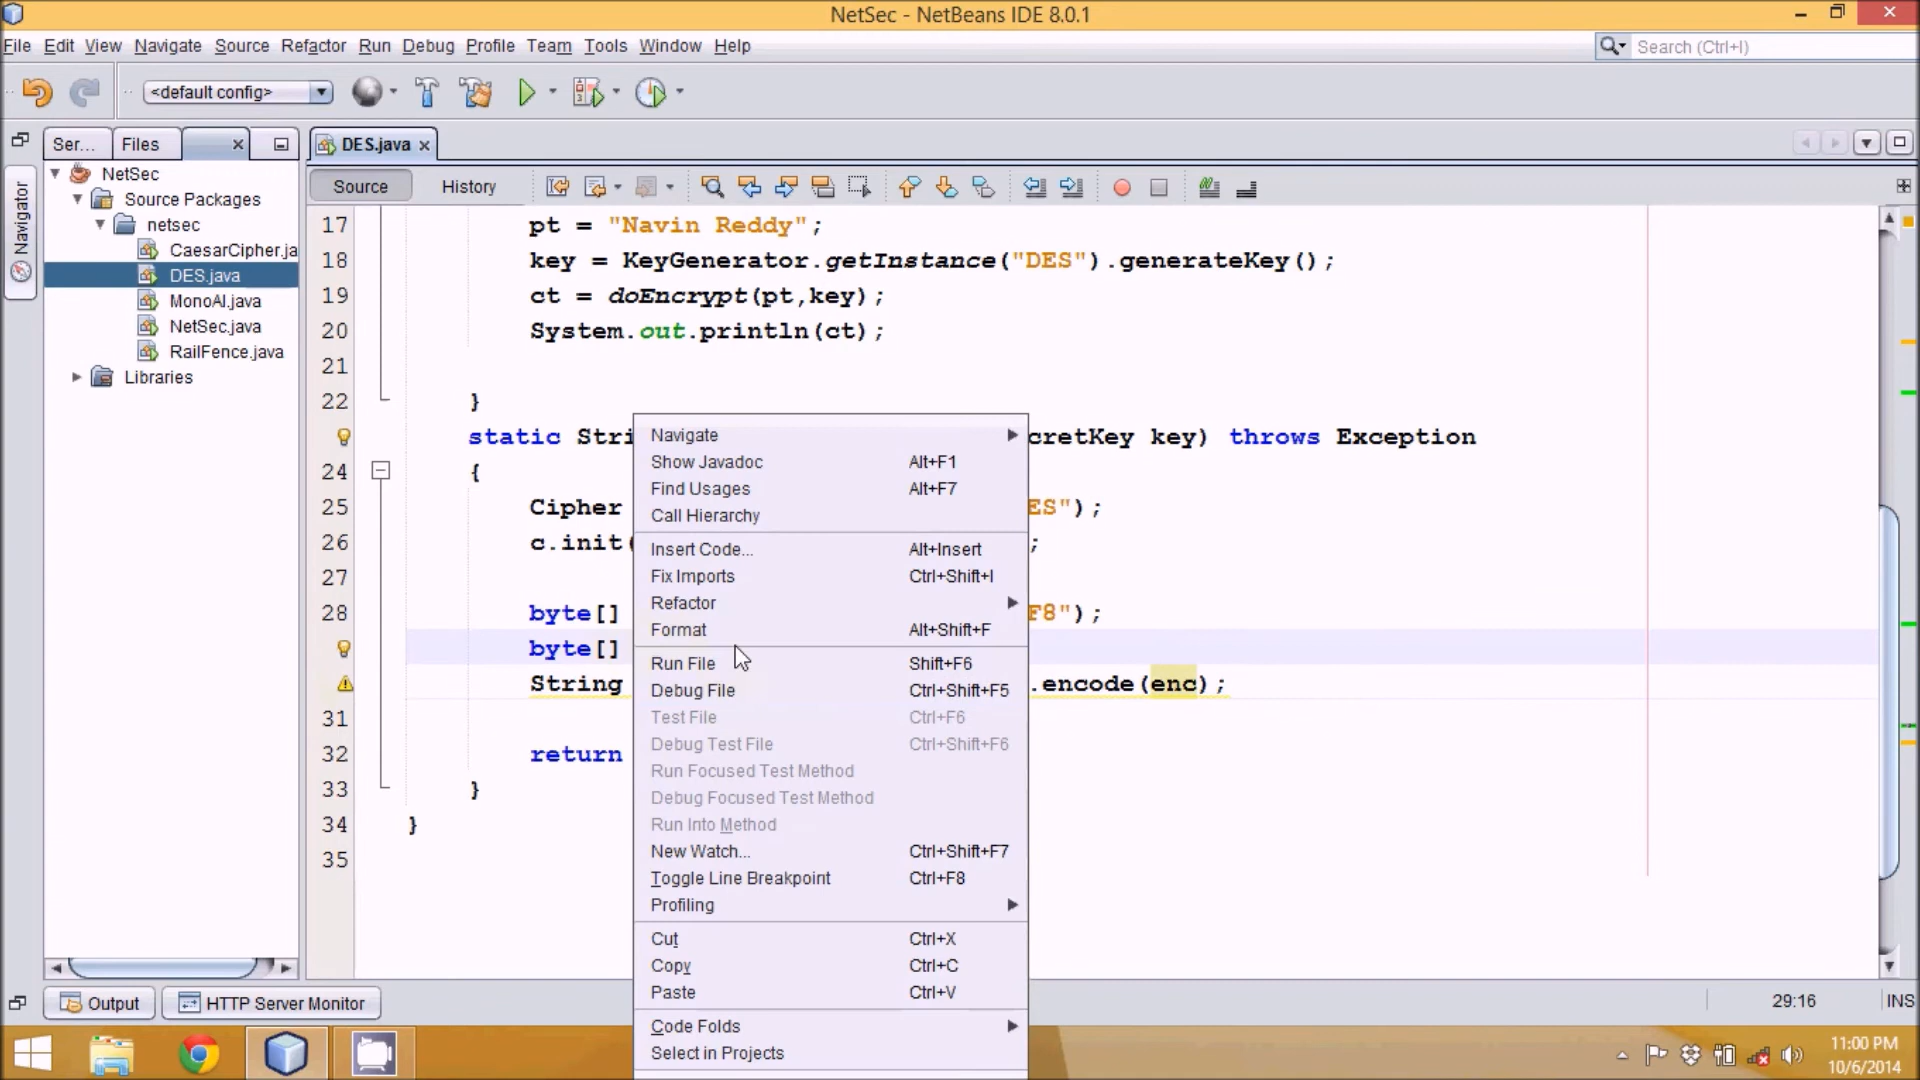 NetSec - NetBeans IDE 8.0.1
File Edit View Navigate Source Refactor Run Debug Profile Team Tools Window Help
Search (Ctrl+I)
<default config>
Ser... Files
DES.java
Navigator
NetSec
Source Packages
netsec
CaesarCipher.ja
DES.java
MonoAl.java
NetSec.java
RailFence.java
Libraries
Source History
17 pt = "Navin Reddy";
18 key = KeyGenerator.getInstance("DES").generateKey();
19 ct = doEncrypt(pt,key);
20 System.out.println(ct);
21
22 }
static Stri cretKey key) throws Exception
24 {
25 Cipher ES");
26 c.init( ;
27
28 byte[] F8");
byte[]
String .encode(enc);
31
32 return
33 }
34 }
35
Navigate
Show Javadoc Alt+F1
Find Usages Alt+F7
Call Hierarchy
Insert Code... Alt+Insert
Fix Imports Ctrl+Shift+I
Refactor
Format Alt+Shift+F
Run File Shift+F6
Debug File Ctrl+Shift+F5
Test File Ctrl+F6
Debug Test File Ctrl+Shift+F6
Run Focused Test Method
Debug Focused Test Method
Run Into Method
New Watch... Ctrl+Shift+F7
Toggle Line Breakpoint Ctrl+F8
Profiling
Cut Ctrl+X
Copy Ctrl+C
Paste Ctrl+V
Code Folds
Select in Projects
Output HTTP Server Monitor
29:16 INS
11:00 PM
10/6/2014